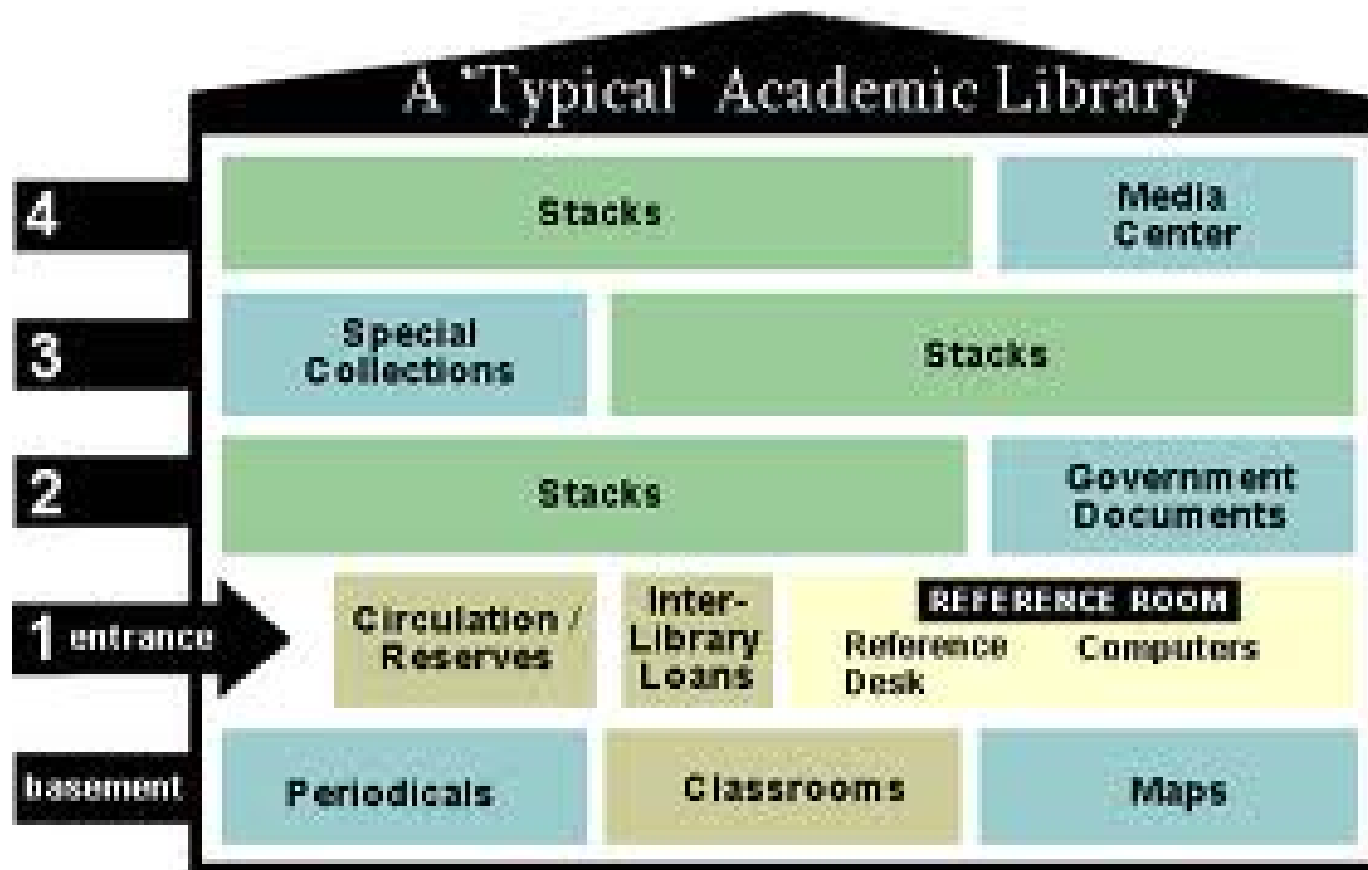 A "Typical" Academic Library
4
Stacks
Media
Center
3
Special
Collections
Stacks
2
Stacks
Government
Documents
1 entrance
Circulation /
Reserves
Inter-
Library
Loans
REFERENCE ROOM
Reference
Desk
Computers
basement
Periodicals
Classrooms
Maps